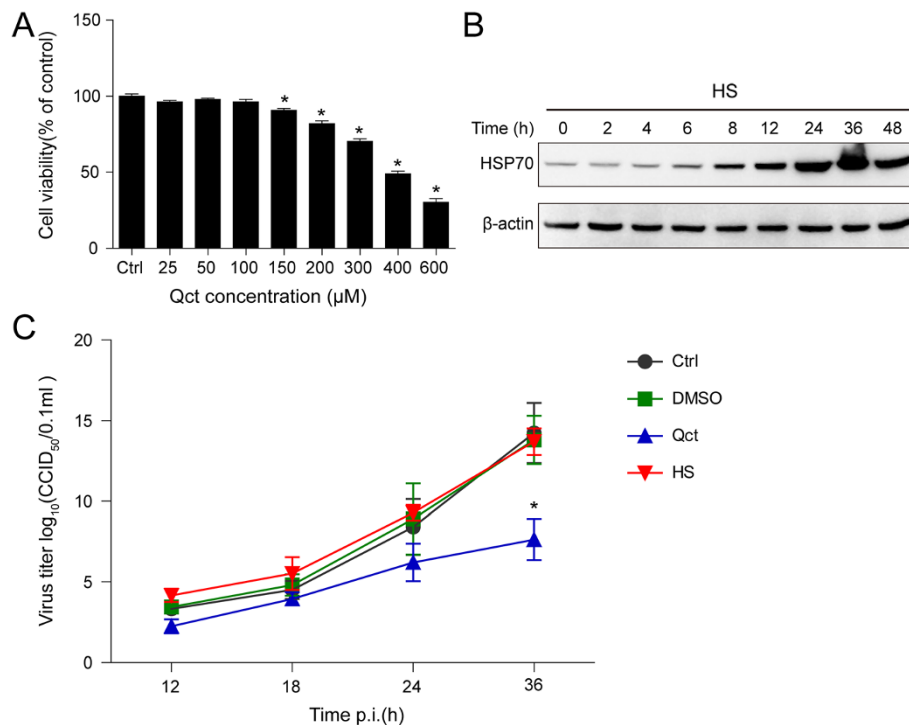 A
150
100
50
0
Cell viability(% of control)
*
*
*
*
*
Ctrl 25 50 100 150 200 300 400 600
Qct concentration (µM)
B
HS
Time (h) 0 2 4 6 8 12 24 36 48
HSP70
β-actin
C
20
15
10
5
0
Virus titer log₁₀(CCID₅₀/0.1ml )
*
12 18 24 36
Time p.i.(h)
Ctrl
DMSO
Qct
HS